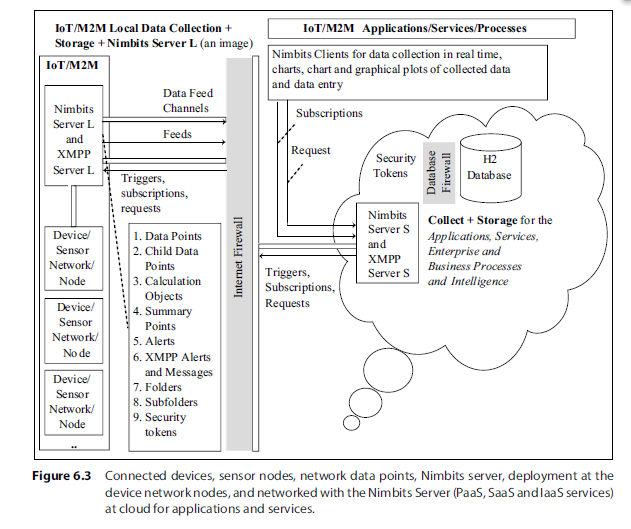 IoT/M2M Local Data Collection +
Storage + Nimbits Server L (an image)
IoT/M2M Applications/Services/Processes
IoT/M2M
Nimbits Clients for data collection in real time,
charts, chart and graphical plots of collected data
and data entry
Nimbits
Server L
and
XMPP
Server L
Data Feed
Channels
Feeds
Triggers,
subscriptions,
requests
Device/
Sensor
Network/
Node
Device/
Sensor
Network/
Node
Device/
Sensor
Network/
Node
..
1. Data Points
2. Child Data
Points
3. Calculation
Objects
4. Summary
Points
5. Alerts
6. XMPP Alerts
and Messages
7. Folders
8. Subfolders
9. Security
tokens
Internet Firewall
Subscriptions
Request
Security
Tokens
Database
Firewall
H2
Database
Nimbits
Server S
and
XMPP
Server S
Collect + Storage for the
Applications, Services,
Enterprise and
Business Processes
and Intelligence
Triggers,
Subscriptions,
Requests
Figure 6.3 Connected devices, sensor nodes, network data points, Nimbits server, deployment at the
device network nodes, and networked with the Nimbits Server (PaaS, SaaS and IaaS services)
at cloud for applications and services.